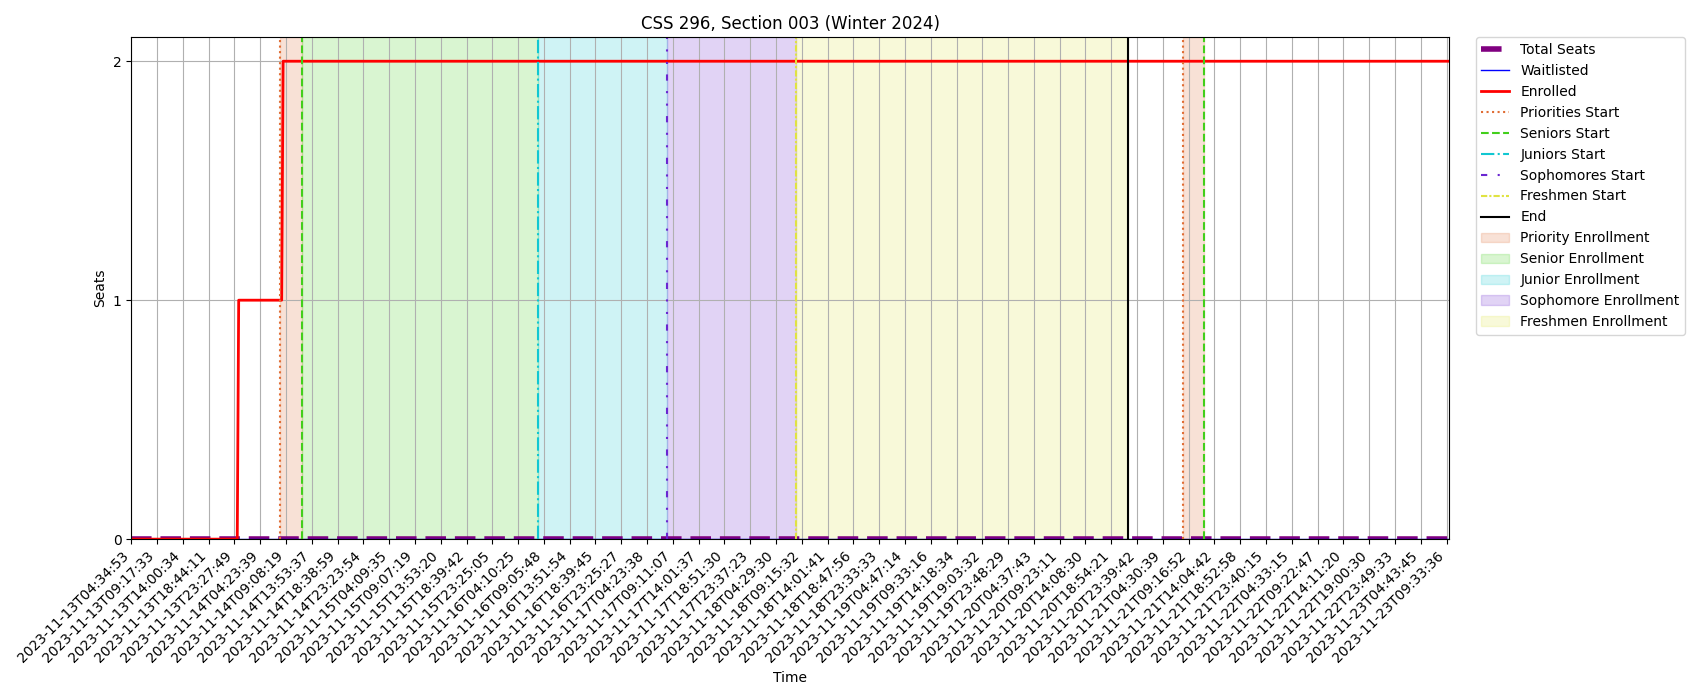 CSS 296, Section 003 (Winter 2024)
Seats
2
1
0
2023-11-13T04:34:53
2023-11-13T09:17:33
2023-11-13T14:00:34
2023-11-13T18:44:11
2023-11-13T23:27:49
2023-11-14T04:23:39
2023-11-14T09:08:19
2023-11-14T13:53:37
2023-11-14T18:38:59
2023-11-14T23:23:54
2023-11-15T04:09:35
2023-11-15T09:07:19
2023-11-15T13:53:20
2023-11-15T18:39:42
2023-11-15T23:25:05
2023-11-16T04:10:25
2023-11-16T09:05:48
2023-11-16T13:51:54
2023-11-16T18:39:45
2023-11-16T23:25:27
2023-11-17T04:23:38
2023-11-17T09:11:07
2023-11-17T14:01:37
2023-11-17T18:51:30
2023-11-17T23:37:23
2023-11-18T04:29:30
2023-11-18T09:15:32
2023-11-18T14:01:41
2023-11-18T18:47:56
2023-11-18T23:33:33
2023-11-19T04:47:14
2023-11-19T09:33:16
2023-11-19T14:18:34
2023-11-19T19:03:32
2023-11-19T23:48:29
2023-11-20T04:37:43
2023-11-20T09:23:11
2023-11-20T14:08:30
2023-11-20T18:54:21
2023-11-20T23:39:42
2023-11-21T04:30:39
2023-11-21T09:16:52
2023-11-21T14:04:42
2023-11-21T18:52:58
2023-11-21T23:40:15
2023-11-22T04:33:15
2023-11-22T09:22:47
2023-11-22T14:11:20
2023-11-22T19:00:30
2023-11-22T23:49:33
2023-11-23T04:43:45
2023-11-23T09:33:36
Time
Total Seats
Waitlisted
Enrolled
Priorities Start
Seniors Start
Juniors Start
Sophomores Start
Freshmen Start
End
Priority Enrollment
Senior Enrollment
Junior Enrollment
Sophomore Enrollment
Freshmen Enrollment